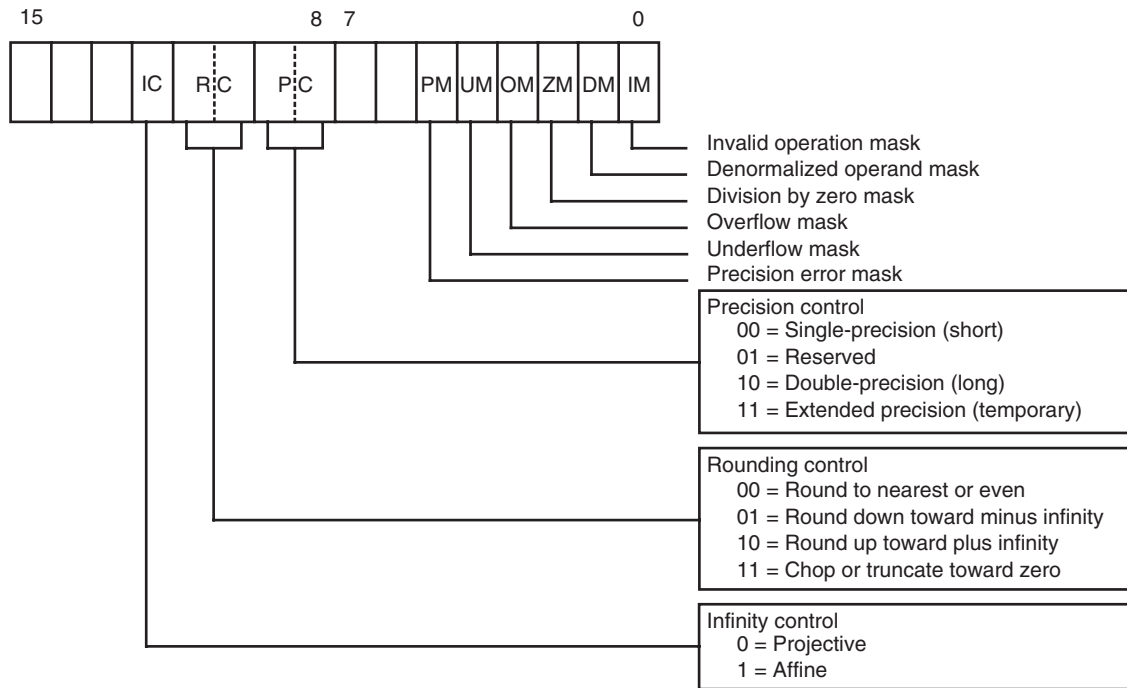 15 8 7 0
IC RC PC PM UM OM ZM DM IM
Invalid operation mask
Denormalized operand mask
Division by zero mask
Overflow mask
Underflow mask
Precision error mask
Precision control
00 = Single-precision (short)
01 = Reserved
10 = Double-precision (long)
11 = Extended precision (temporary)
Rounding control
00 = Round to nearest or even
01 = Round down toward minus infinity
10 = Round up toward plus infinity
11 = Chop or truncate toward zero
Infinity control
0 = Projective
1 = Affine